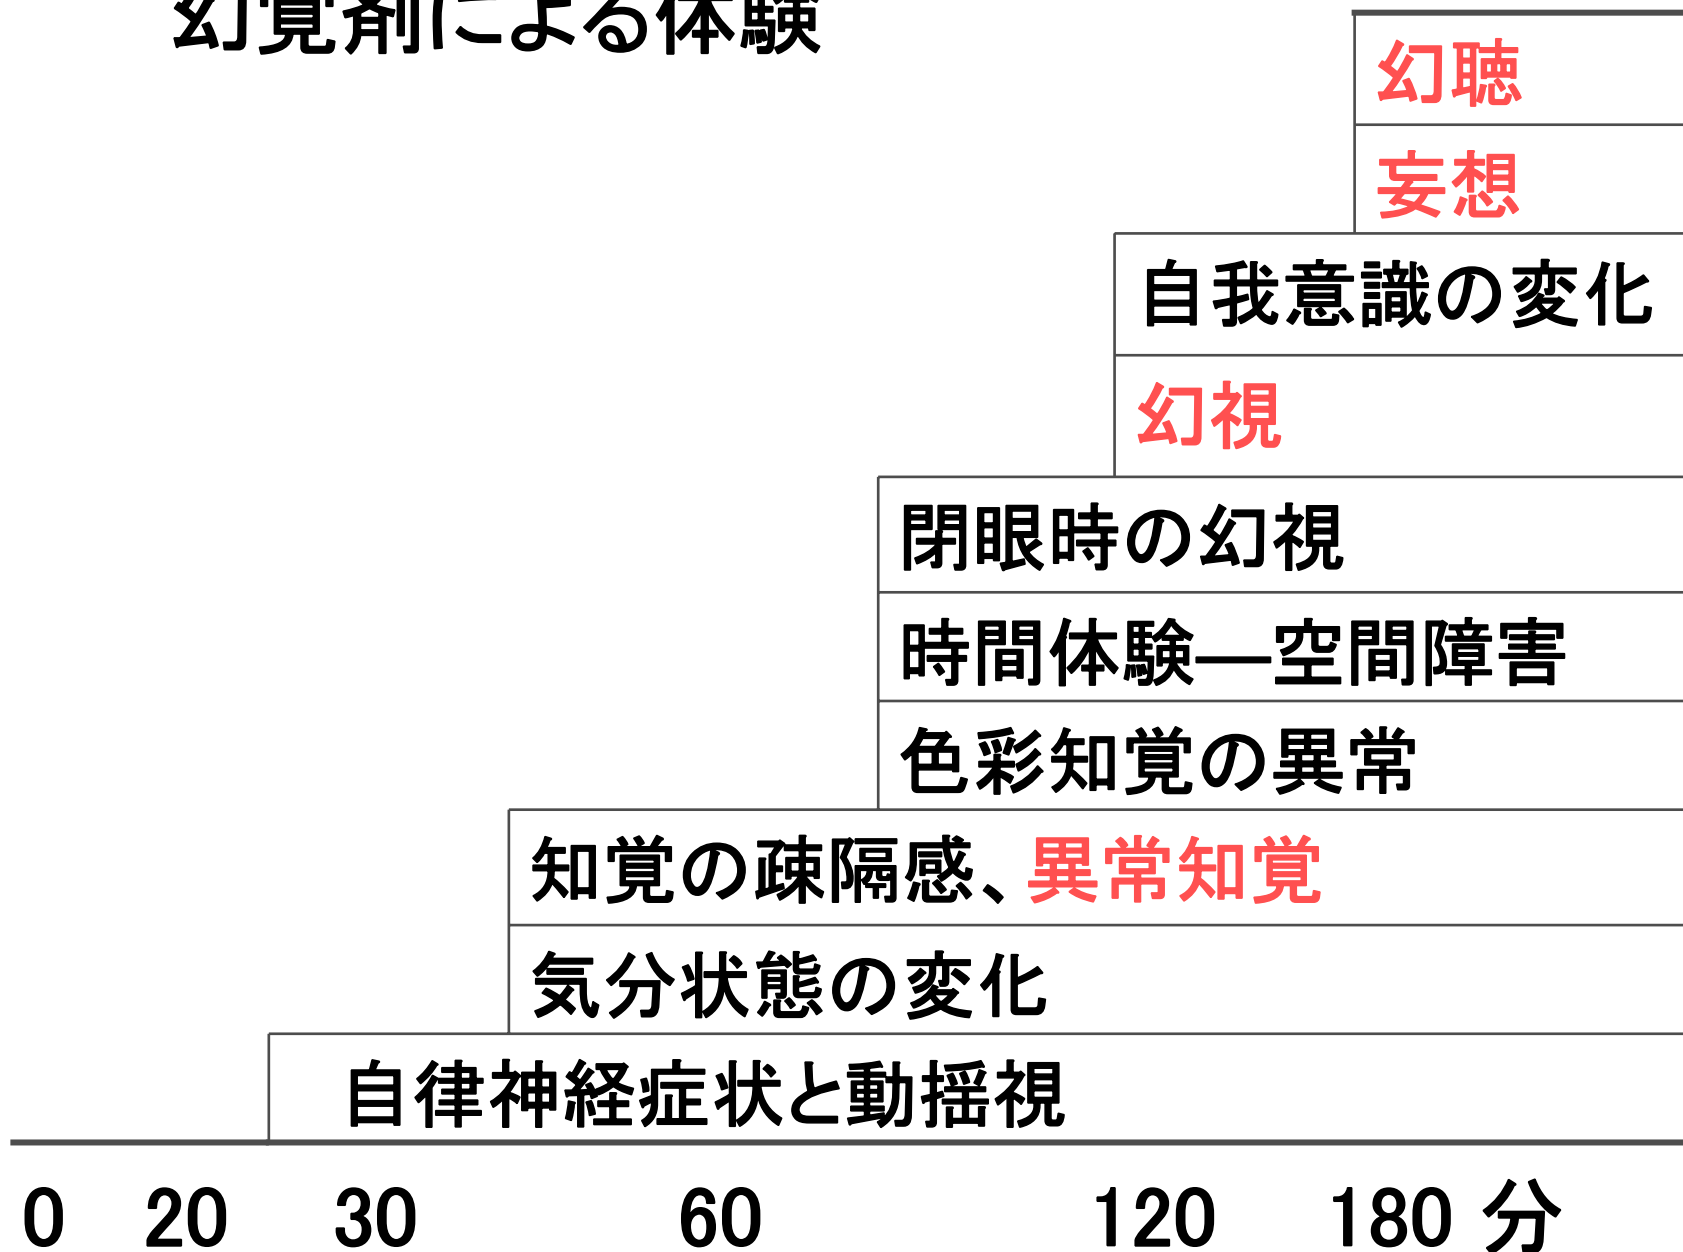 幻覚剤による体験
幻聴
妄想
自我意識の変化
幻視
閉眼時の幻視
時間体験―空間障害
色彩知覚の異常
知覚の疎隔感、異常知覚
気分状態の変化
自律神経症状と動揺視
0 20 30 60 120 180 分